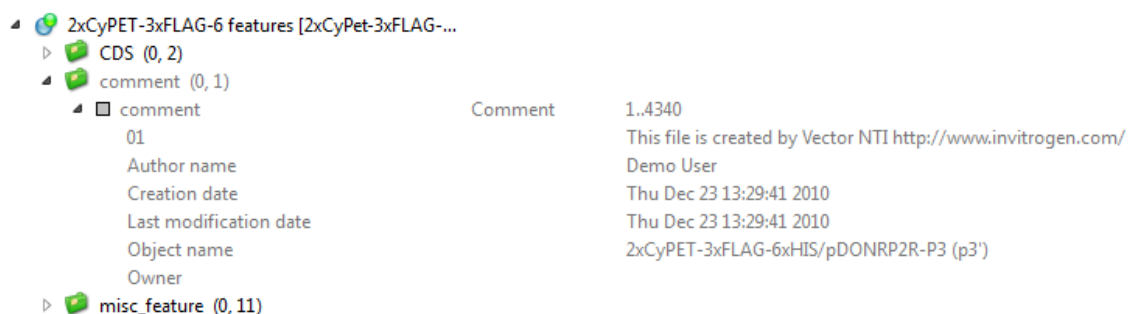 2xCyPET-3xFLAG-6 features [2xCyPet-3xFLAG-...
CDS (0, 2)
comment (0, 1)
comment Comment 1..4340
01 This file is created by Vector NTI http://www.invitrogen.com/
Author name Demo User
Creation date Thu Dec 23 13:29:41 2010
Last modification date Thu Dec 23 13:29:41 2010
Object name 2xCyPET-3xFLAG-6xHIS/pDONRP2R-P3 (p3')
Owner
misc_feature (0, 11)